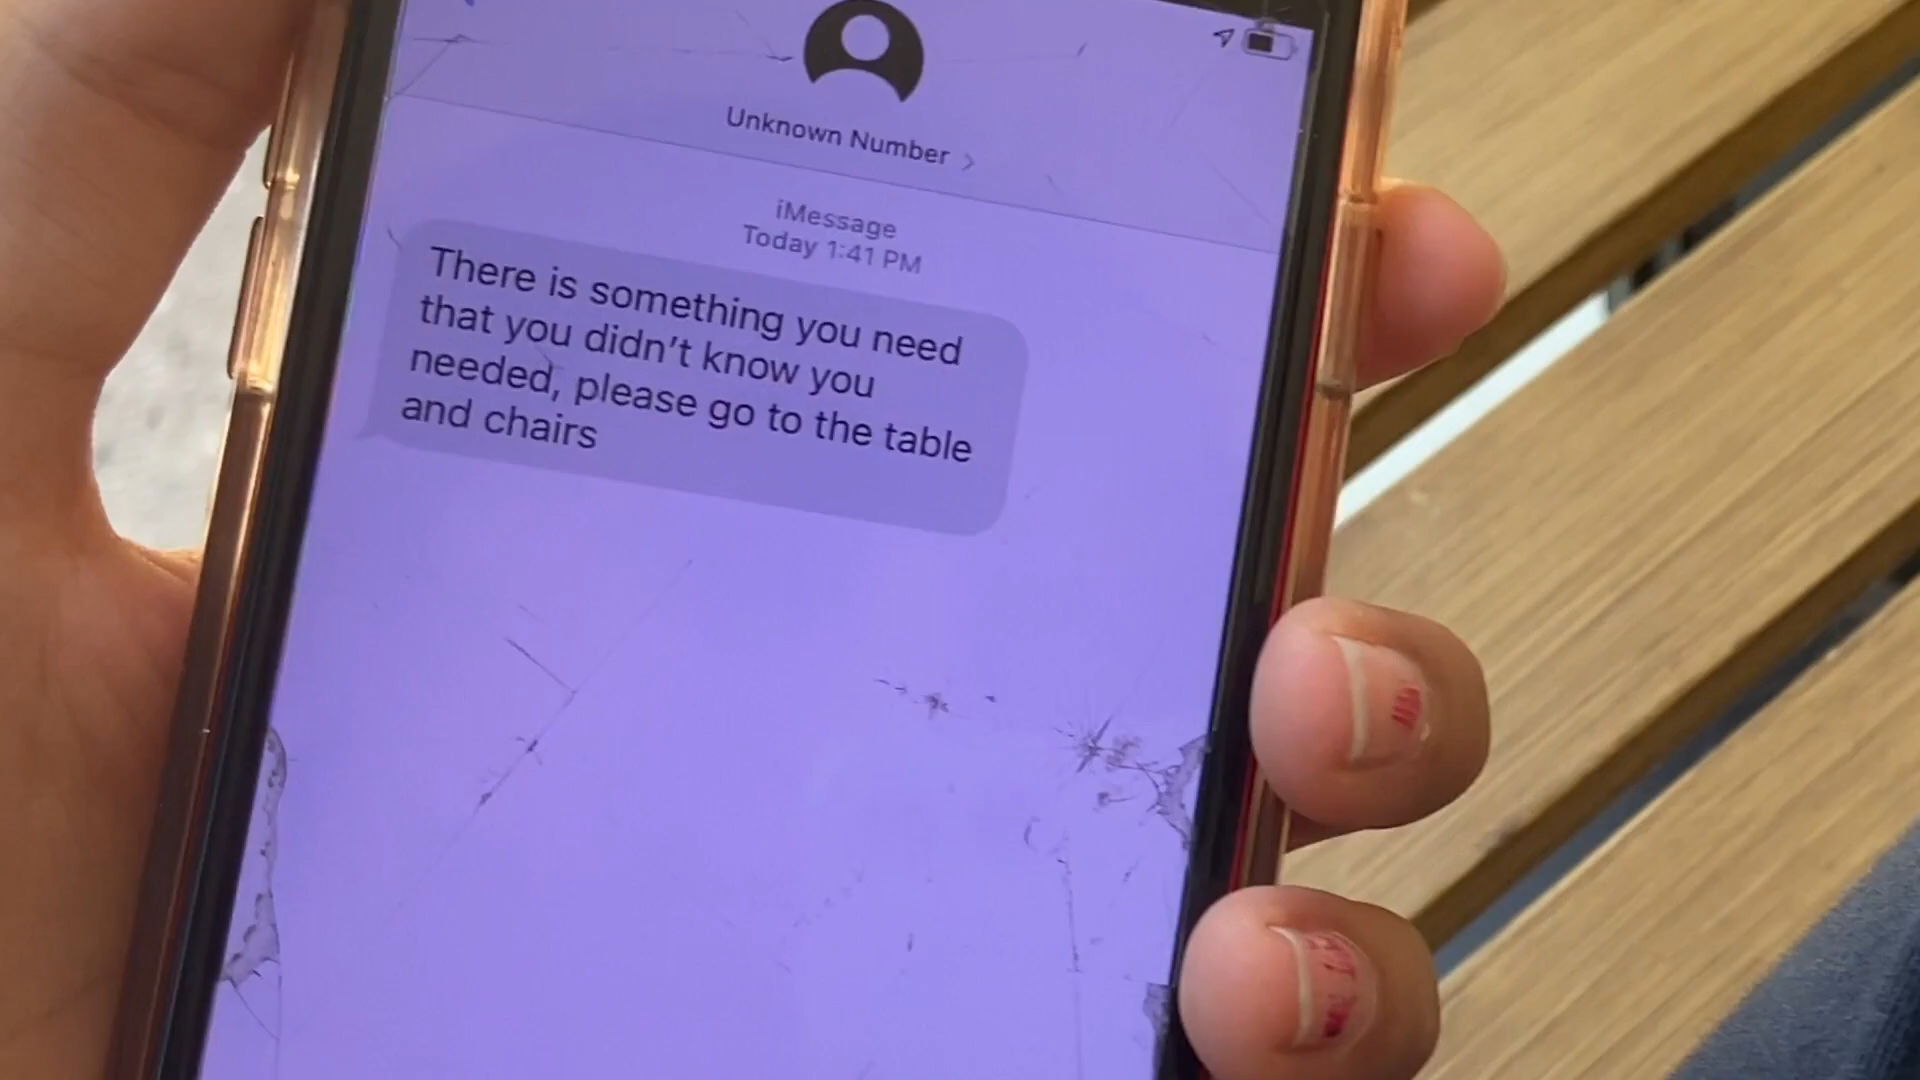 Unknown Number
iMessage
Today 1:41 PM
There is something you need
that you didn't know you
needed, please go to the table
and chairs